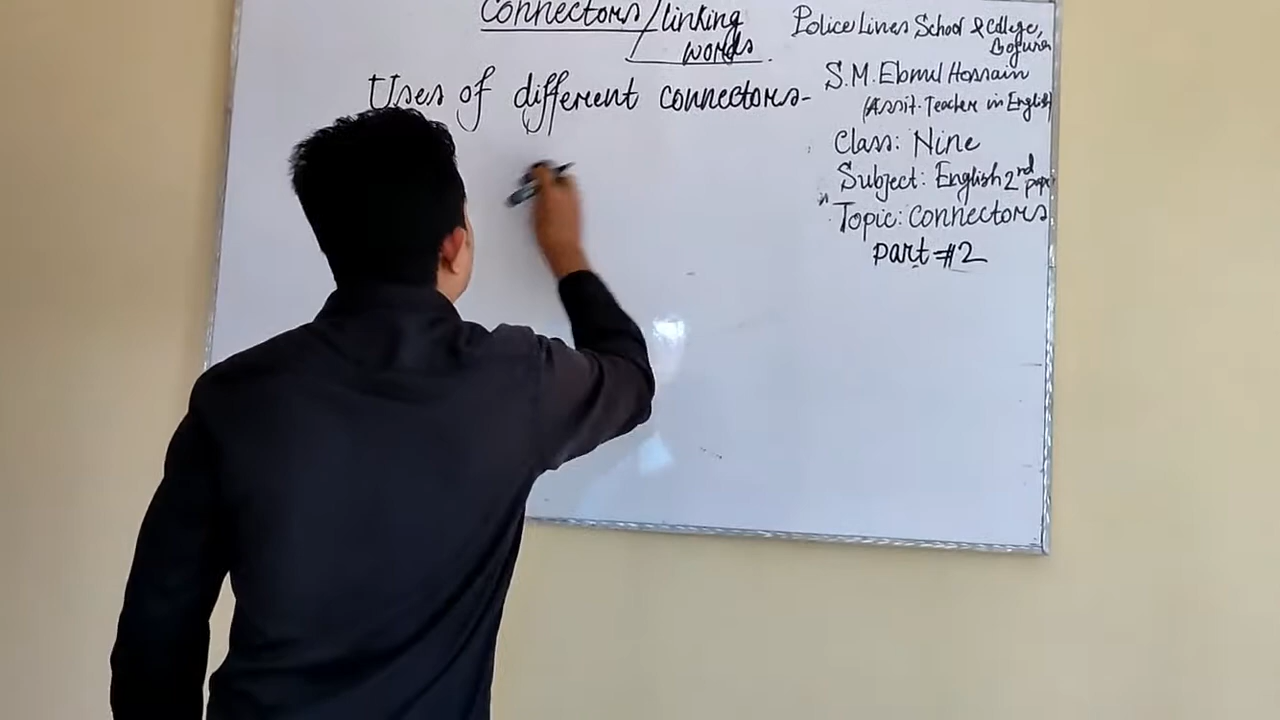 Connectors/linking
words.
Uses of different connectors-
Police Lines School & College,
Bogura
S.M. Ebnul Hossain
(Assit. Teacher in English)
Class: Nine
Subject: English 2nd paper
Topic: Connectors
part #2